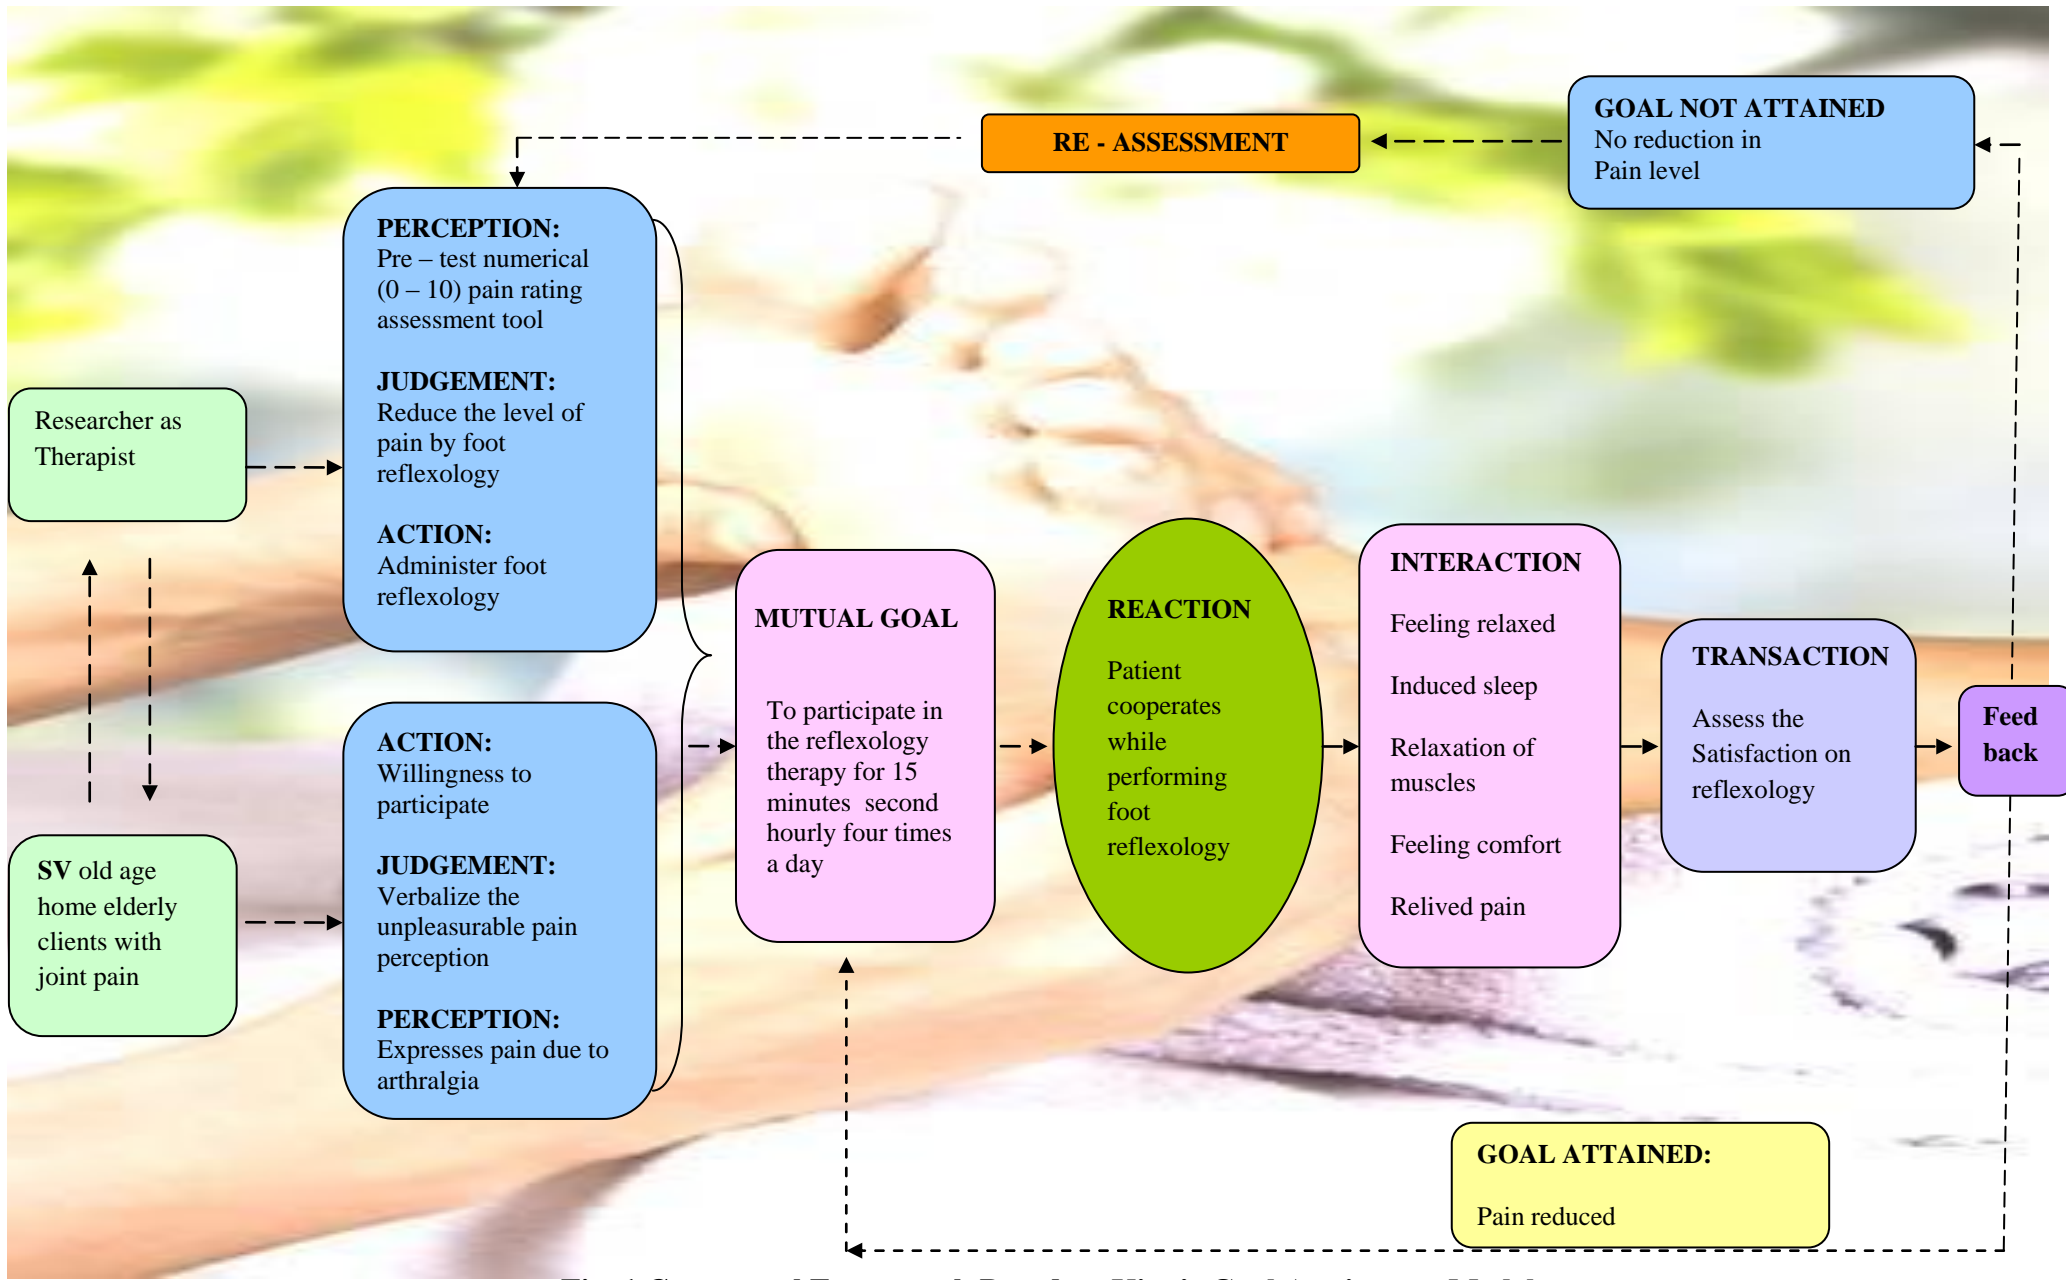 GOAL NOT ATTAINED
No reduction in
Pain level
RE - ASSESSMENT
PERCEPTION:
Pre – test numerical
(0 – 10) pain rating
assessment tool
JUDGEMENT:
Reduce the level of
pain by foot
reflexology
ACTION:
Administer foot
reflexology
Researcher as
Therapist
SV old age
home elderly
clients with
joint pain
ACTION:
Willingness to
participate
JUDGEMENT:
Verbalize the
unpleasurable pain
perception
PERCEPTION:
Expresses pain due to
arthralgia
MUTUAL GOAL
To participate in
the reflexology
therapy for 15
minutes second
hourly four times
a day
REACTION
Patient
cooperates
while
performing
foot
reflexology
INTERACTION
Feeling relaxed
Induced sleep
Relaxation of
muscles
Feeling comfort
Relived pain
TRANSACTION
Assess the
Satisfaction on
reflexology
Feed
back
GOAL ATTAINED:
Pain reduced